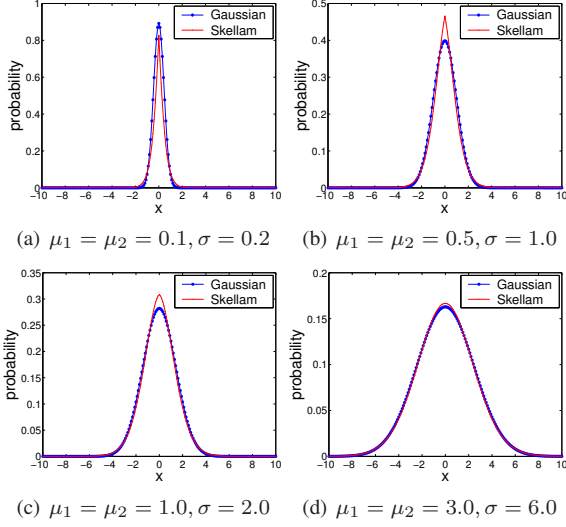 1
0.8
0.6
0.4
0.2
0
probability
Gaussian
Skellam
−10 −8 −6 −4 −2 0 2 4 6 8 10
x
(a) μ₁ = μ₂ = 0.1, σ = 0.2
0.5
0.4
0.3
0.2
0.1
0
probability
Gaussian
Skellam
−10 −8 −6 −4 −2 0 2 4 6 8 10
x
(b) μ₁ = μ₂ = 0.5, σ = 1.0
0.35
0.3
0.25
0.2
0.15
0.1
0.05
0
probability
Gaussian
Skellam
−10 −8 −6 −4 −2 0 2 4 6 8 10
x
(c) μ₁ = μ₂ = 1.0, σ = 2.0
0.2
0.15
0.1
0.05
0
probability
Gaussian
Skellam
−10 −8 −6 −4 −2 0 2 4 6 8 10
x
(d) μ₁ = μ₂ = 3.0, σ = 6.0